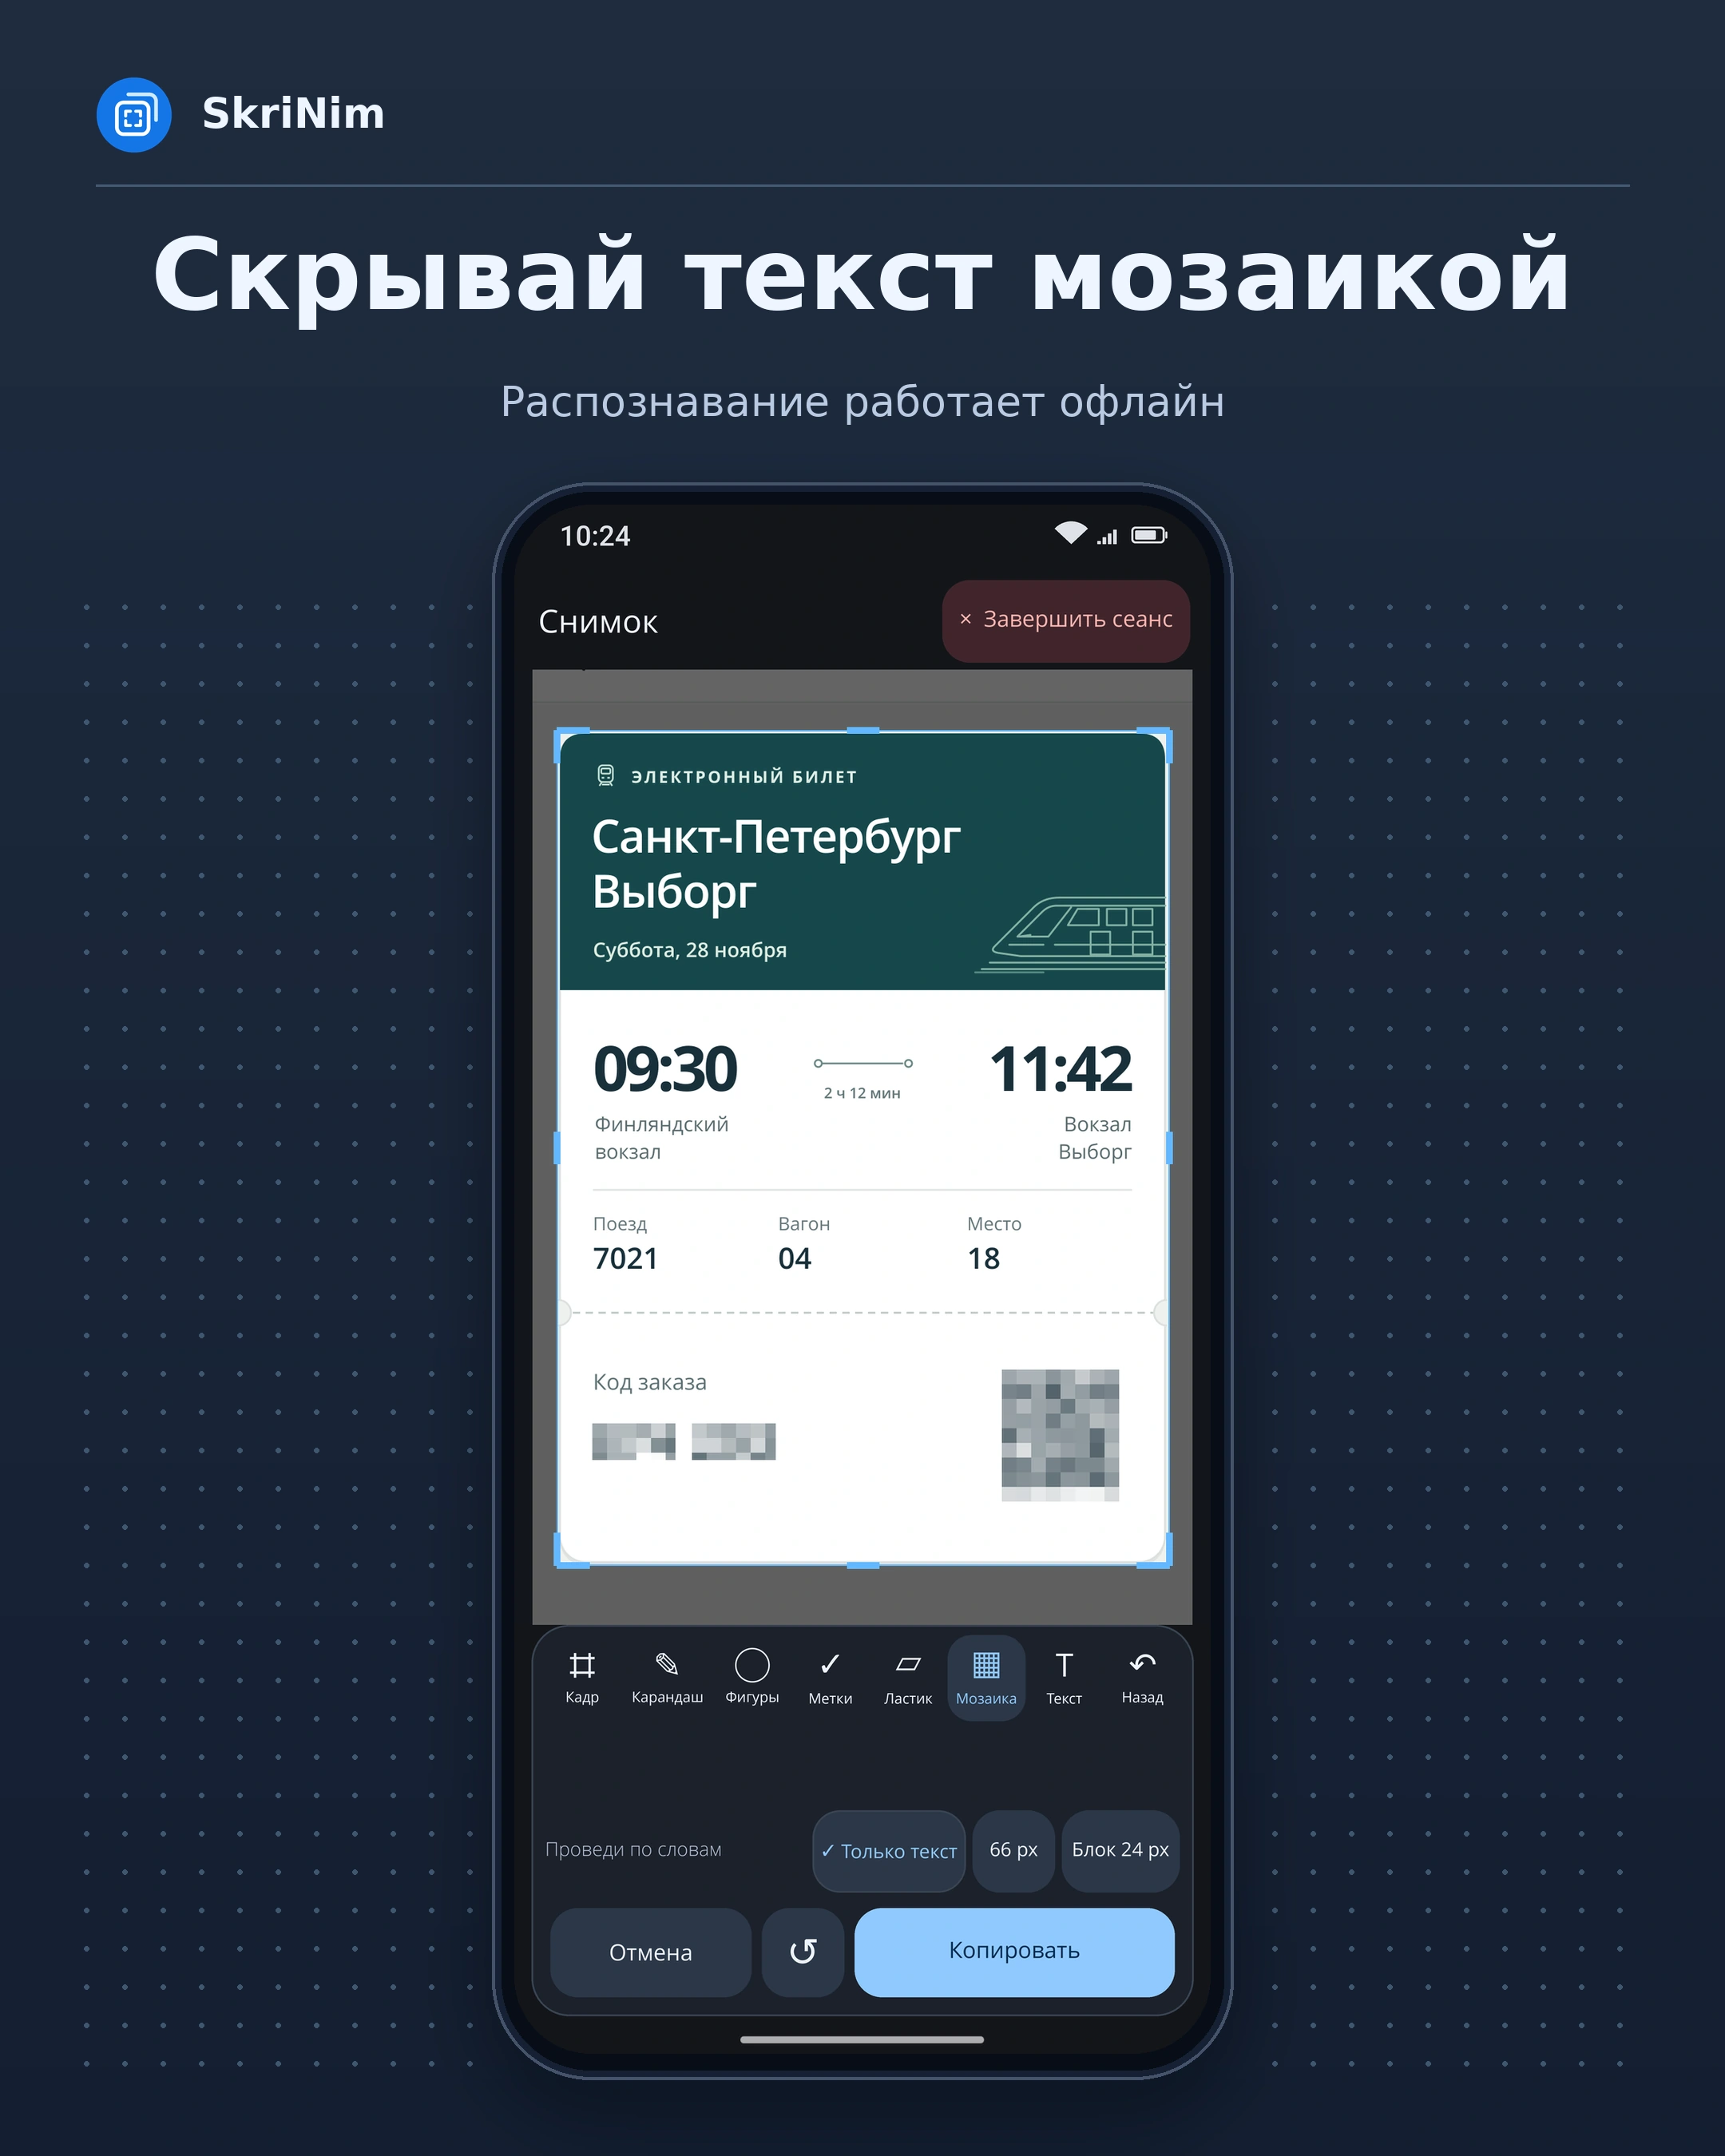 SkriNim
Скрывай текст мозаикой
Распознавание работает офлайн
10:24
Снимок
× Завершить сеанс
ЭЛЕКТРОННЫЙ БИЛЕТ
Санкт-Петербург
Выборг
Суббота, 28 ноября
09:30 11:42
2 ч 12 мин
Финляндский Вокзал
вокзал Выборг
Поезд Вагон Место
7021 04 18
Код заказа
Кадр Карандаш Фигуры Метки Ластик Мозаика Текст Назад
Проведи по словам ✓ Только текст 66 px Блок 24 px
Отмена ↺ Копировать